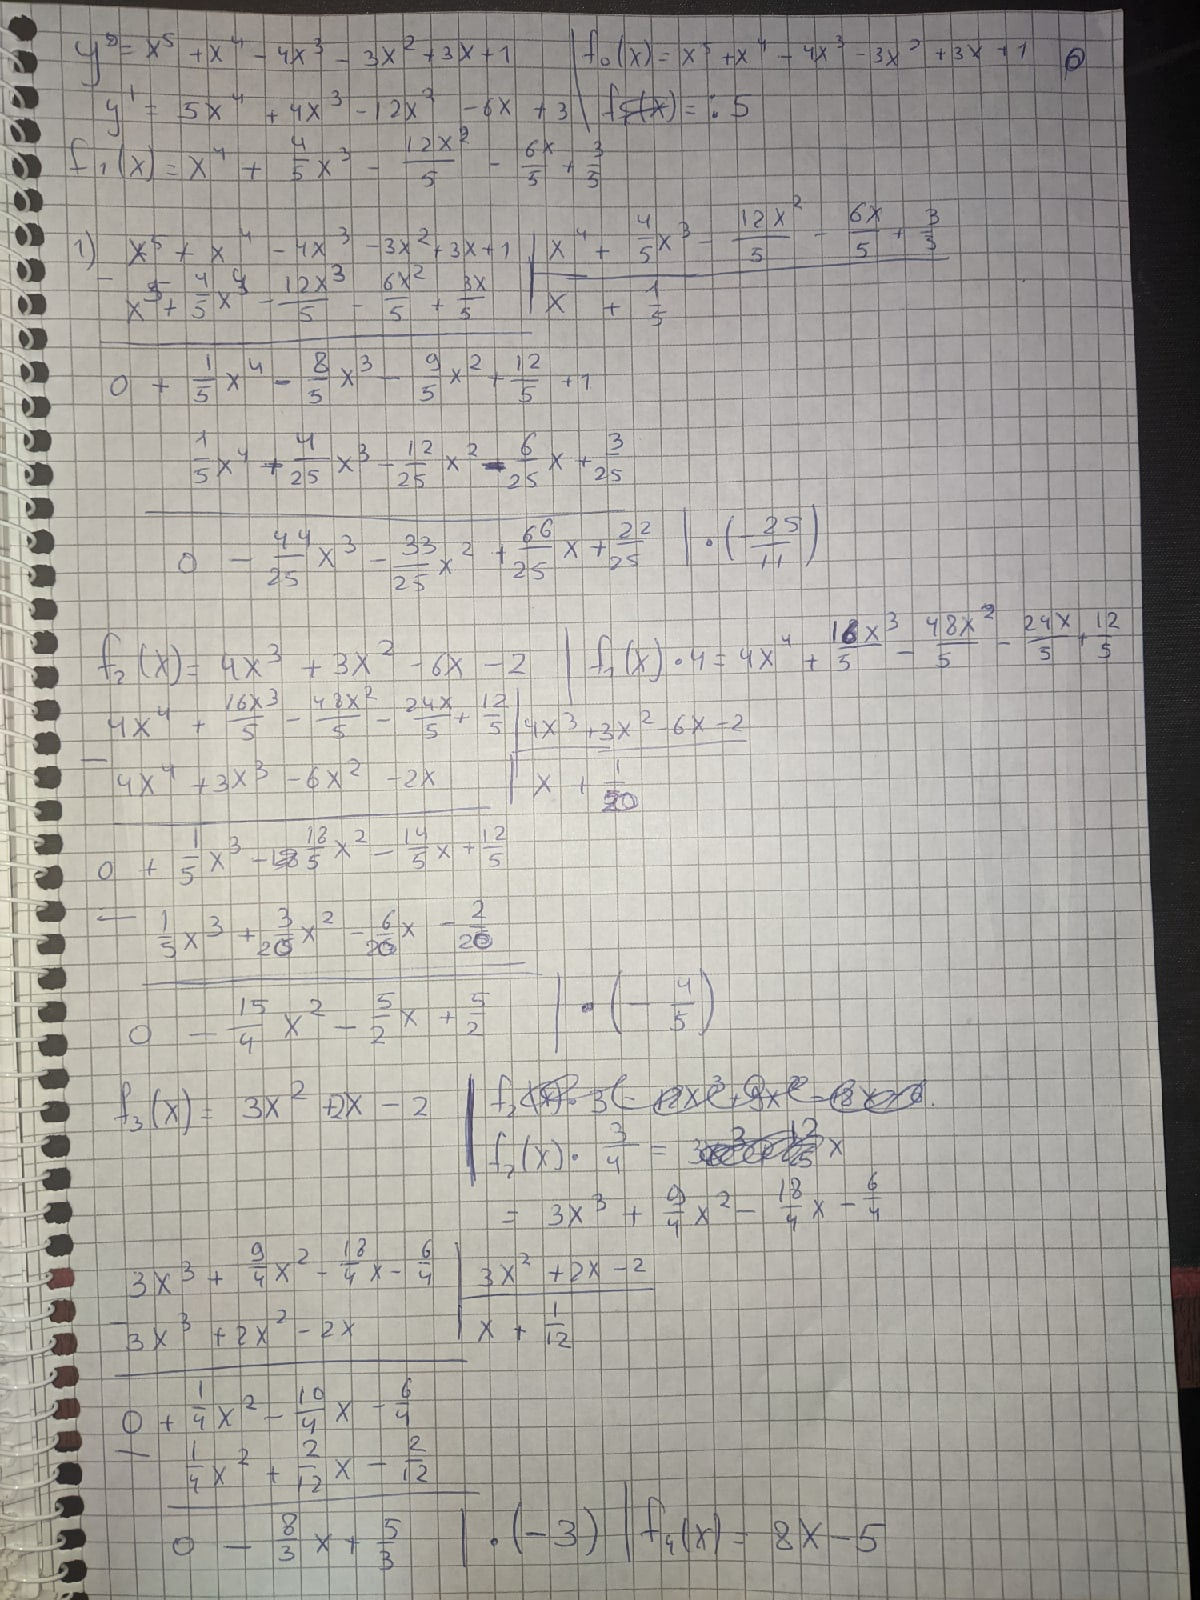 y⁵ = x⁵ + x⁴ - 4x³ - 3x² + 3x + 1 | f₀(x) = x⁵ + x⁴ - 4x³ - 3x² + 3x + 1
y¹ = 5x⁴ + 4x³ - 12x² - 6x + 3 | = : 5
f₁(x) = x⁴ + 4/5 x³ - 12x²/5 - 6x/5 + 3/5
1) x⁵ + x⁴ - 4x³ - 3x² + 3x + 1 | x⁴ + 4/5 x³ - 12x²/5 - 6x/5 + 3/5
- x⁵ + 4/5 x⁴ - 12x³/5 - 6x²/5 + 3x/5 | x + 1/5
0 + 1/5 x⁴ - 8/5 x³ - 9/5 x² + 12/5 + 1
1/5 x⁴ + 4/25 x³ - 12/25 x² - 6/25 x + 3/25
0 - 44/25 x³ - 33/25 x² + 66/25 x + 22/25 | · (- 25/11)
f₂(x) = 4x³ + 3x² - 6x - 2 | f₁(x) · 4 = 4x⁴ + 16x³/5 - 48x²/5 - 24x/5 + 12/5
4x⁴ + 16x³/5 - 48x²/5 - 24x/5 + 12/5 | 4x³ + 3x² - 6x - 2
- 4x⁴ + 3x³ - 6x² - 2x | x + 1/20
0 + 1/5 x³ - 18/5 x² - 14/5 x + 12/5
- 1/5 x³ + 3/20 x² - 6/20 x - 2/20
0 - 15/4 x² - 5/2 x + 5/2 | · (- 4/5)
f₃(x) = 3x² + 2x - 2
f₂(x) · 3/4 =
= 3x³ + 9/4 x² - 18/4 x - 6/4
3x³ + 9/4 x² - 18/4 x - 6/4 | 3x² + 2x - 2
- 3x³ + 2x² - 2x | x + 1/12
0 + 1/4 x² - 10/4 x - 6/4
- 1/4 x² + 2/12 x - 2/12
0 - 8/3 x + 5/3 | · (-3) | f₄(x) = 8x - 5